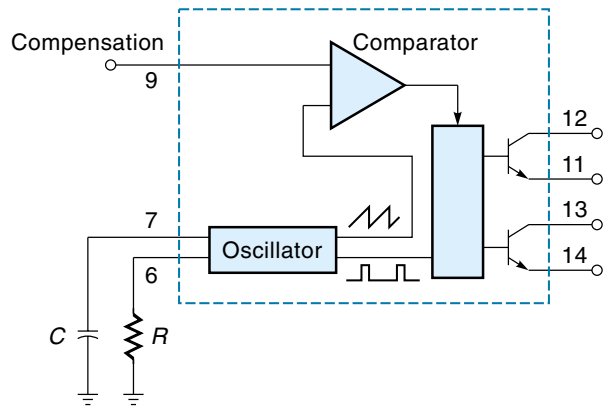 Compensation
Comparator
9
12
11
7
Oscillator
13
6
14
C
R